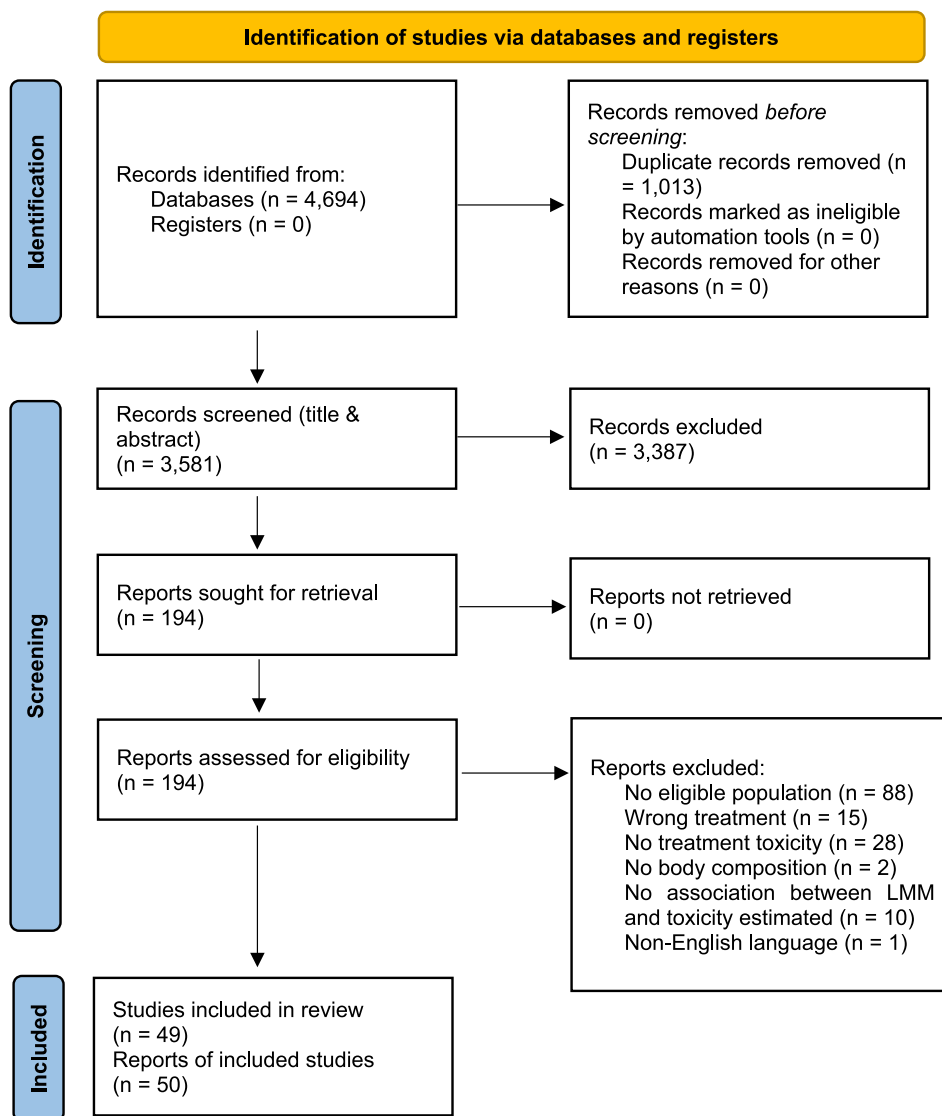 Identification of studies via databases and registers
Identification
Records identified from:
Databases (n = 4,694)
Registers (n = 0)
Records removed before
screening:
Duplicate records removed (n
= 1,013)
Records marked as ineligible
by automation tools (n = 0)
Records removed for other
reasons (n = 0)
Screening
Records screened (title &
abstract)
(n = 3,581)
Records excluded
(n = 3,387)
Reports sought for retrieval
(n = 194)
Reports not retrieved
(n = 0)
Reports assessed for eligibility
(n = 194)
Reports excluded:
No eligible population (n = 88)
Wrong treatment (n = 15)
No treatment toxicity (n = 28)
No body composition (n = 2)
No association between LMM
and toxicity estimated (n = 10)
Non-English language (n = 1)
Included
Studies included in review
(n = 49)
Reports of included studies
(n = 50)